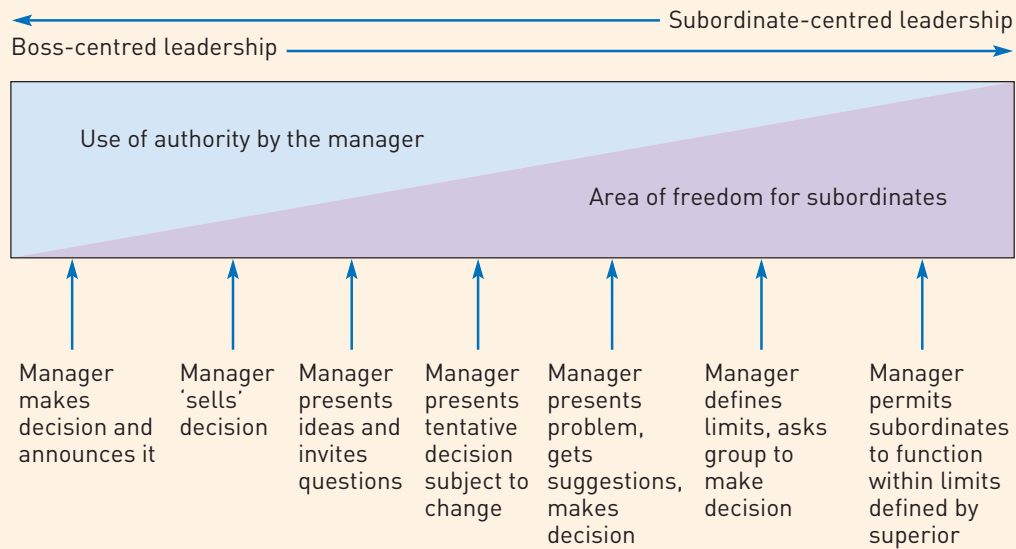 Subordinate-centred leadership
Boss-centred leadership
Use of authority by the manager
Area of freedom for subordinates
Manager
makes
decision and
announces it
Manager
‘sells’
decision
Manager
presents
ideas and
invites
questions
Manager
presents
tentative
decision
subject to
change
Manager
presents
problem,
gets
suggestions,
makes
decision
Manager
defines
limits, asks
group to
make
decision
Manager
permits
subordinates
to function
within limits
defined by
superior